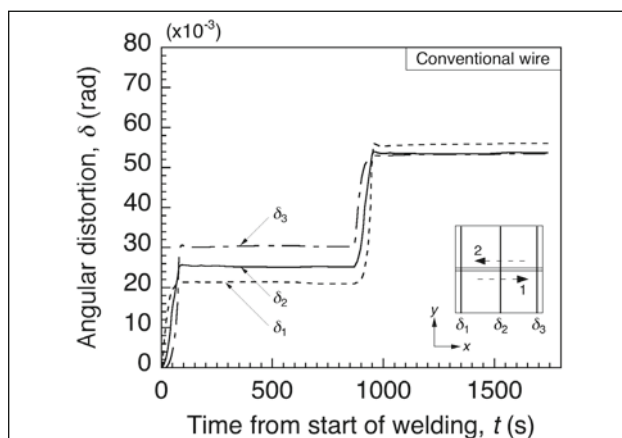 (x10⁻³)
80
70
60
50
40
30
20
10
0
Angular distortion, δ (rad)
Conventional wire
δ₃
δ₂
δ₁
2
1
y
x
δ₁ δ₂ δ₃
0 500 1000 1500
Time from start of welding, t (s)